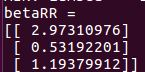 betaRR =
[[ 2.97310976]
[ 0.53192201]
[ 1.19379912]]